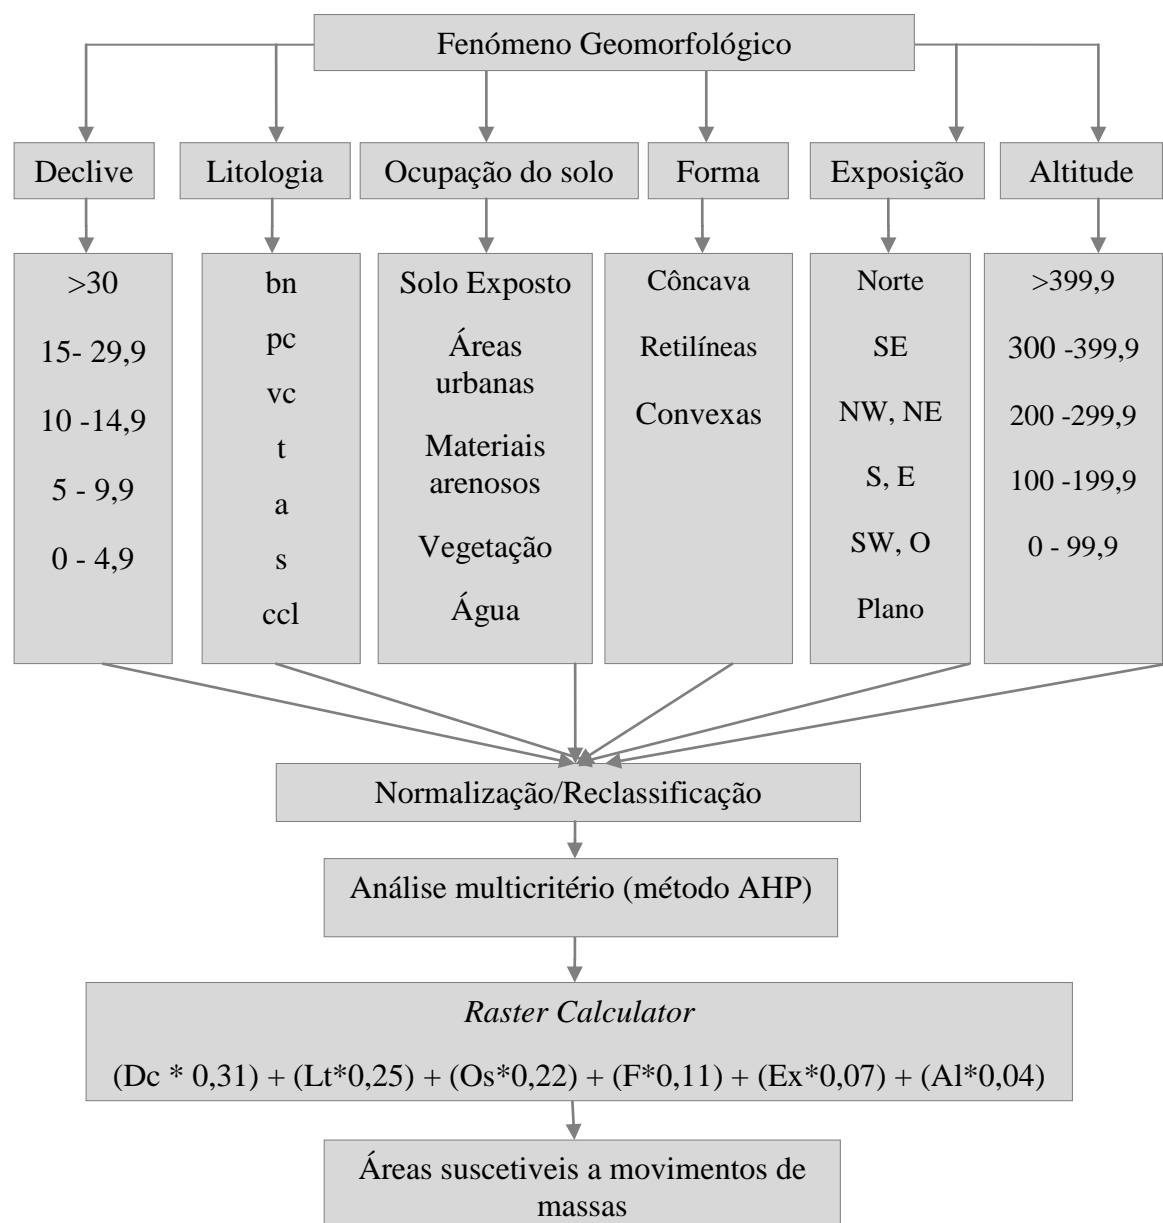 Fenómeno Geomorfológico
Declive
Litologia
Ocupação do solo
Forma
Exposição
Altitude
>30
15- 29,9
10 -14,9
5 - 9,9
0 - 4,9
bn
pc
vc
t
a
s
ccl
Solo Exposto
Áreas
urbanas
Materiais
arenosos
Vegetação
Água
Côncava
Retilíneas
Convexas
Norte
SE
NW, NE
S, E
SW, O
Plano
>399,9
300 -399,9
200 -299,9
100 -199,9
0 - 99,9
Normalização/Reclassificação
Análise multicritério (método AHP)
Raster Calculator
(Dc * 0,31) + (Lt*0,25) + (Os*0,22) + (F*0,11) + (Ex*0,07) + (Al*0,04)
Áreas suscetiveis a movimentos de
massas